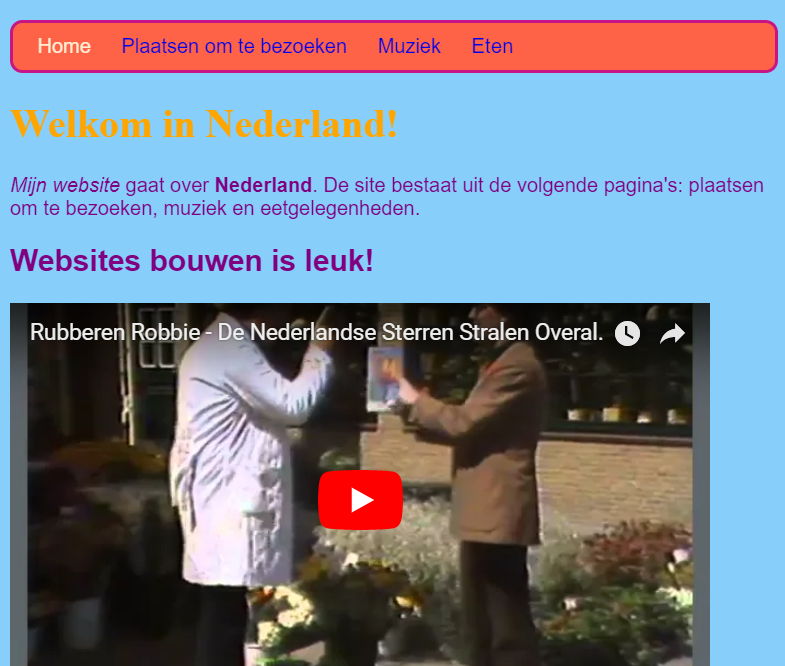 Home Plaatsen om te bezoeken Muziek Eten
Welkom in Nederland!
Mijn website gaat over Nederland. De site bestaat uit de volgende pagina's: plaatsen
om te bezoeken, muziek en eetgelegenheden.
Websites bouwen is leuk!
Rubberen Robbie - De Nederlandse Sterren Stralen Overal.